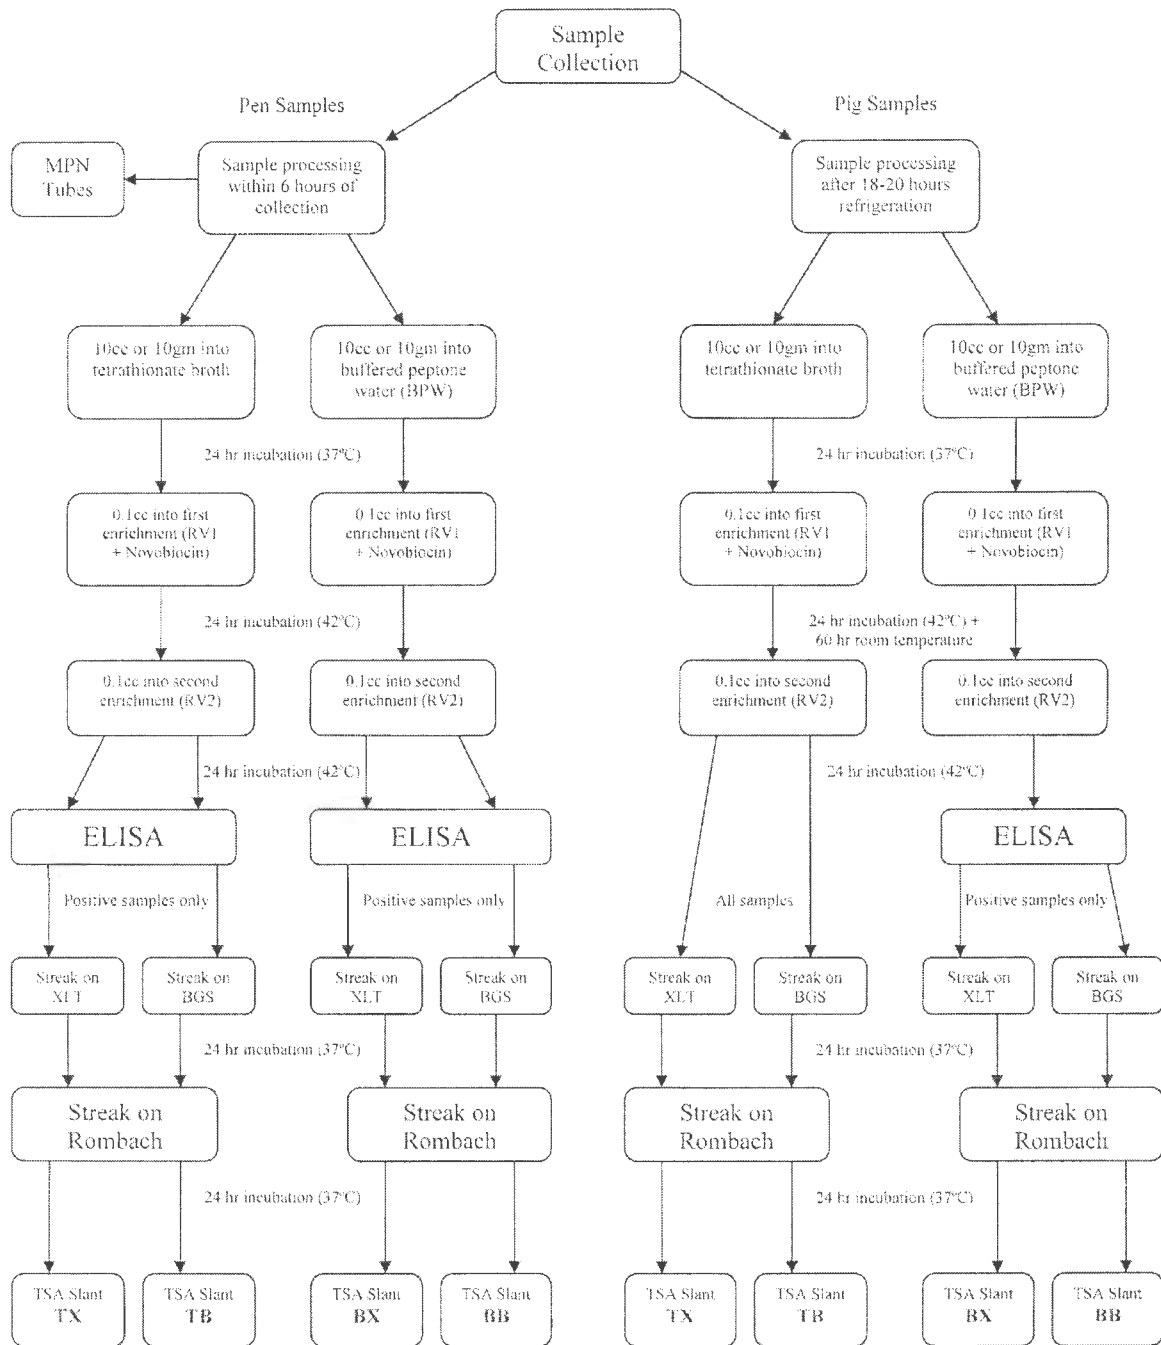 Sample
Collection
Pen Samples
Pig Samples
MPN
Tubes
Sample processing
within 6 hours of
collection
Sample processing
after 18-20 hours
refrigeration
10cc or 10gm into
tetrathionate broth
10cc or 10gm into
buffered peptone
water (BPW)
10cc or 10gm into
tetrathionate broth
10cc or 10gm into
buffered peptone
water (BPW)
24 hr incubation (37ºC)
24 hr incubation (37ºC)
0.1cc into first
enrichment (RV1
+ Novobiocin)
0.1cc into first
enrichment (RV1
+ Novobiocin)
0.1cc into first
enrichment (RV1
+ Novobiocin)
0.1cc into first
enrichment (RV1
+ Novobiocin)
24 hr incubation (42ºC)
24 hr incubation (42ºC) +
60 hr room temperature
0.1cc into second
enrichment (RV2)
0.1cc into second
enrichment (RV2)
0.1cc into second
enrichment (RV2)
0.1cc into second
enrichment (RV2)
24 hr incubation (42ºC)
24 hr incubation (42ºC)
ELISA
ELISA
ELISA
Positive samples only
Positive samples only
All samples
Positive samples only
Streak on
XLT
Streak on
BGS
Streak on
XLT
Streak on
BGS
Streak on
XLT
Streak on
BGS
Streak on
XLT
Streak on
BGS
24 hr incubation (37ºC)
24 hr incubation (37ºC)
Streak on
Rombach
Streak on
Rombach
Streak on
Rombach
Streak on
Rombach
24 hr incubation (37ºC)
24 hr incubation (37ºC)
TSA Slant
TX
TSA Slant
TB
TSA Slant
BX
TSA Slant
BB
TSA Slant
TX
TSA Slant
TB
TSA Slant
BX
TSA Slant
BB